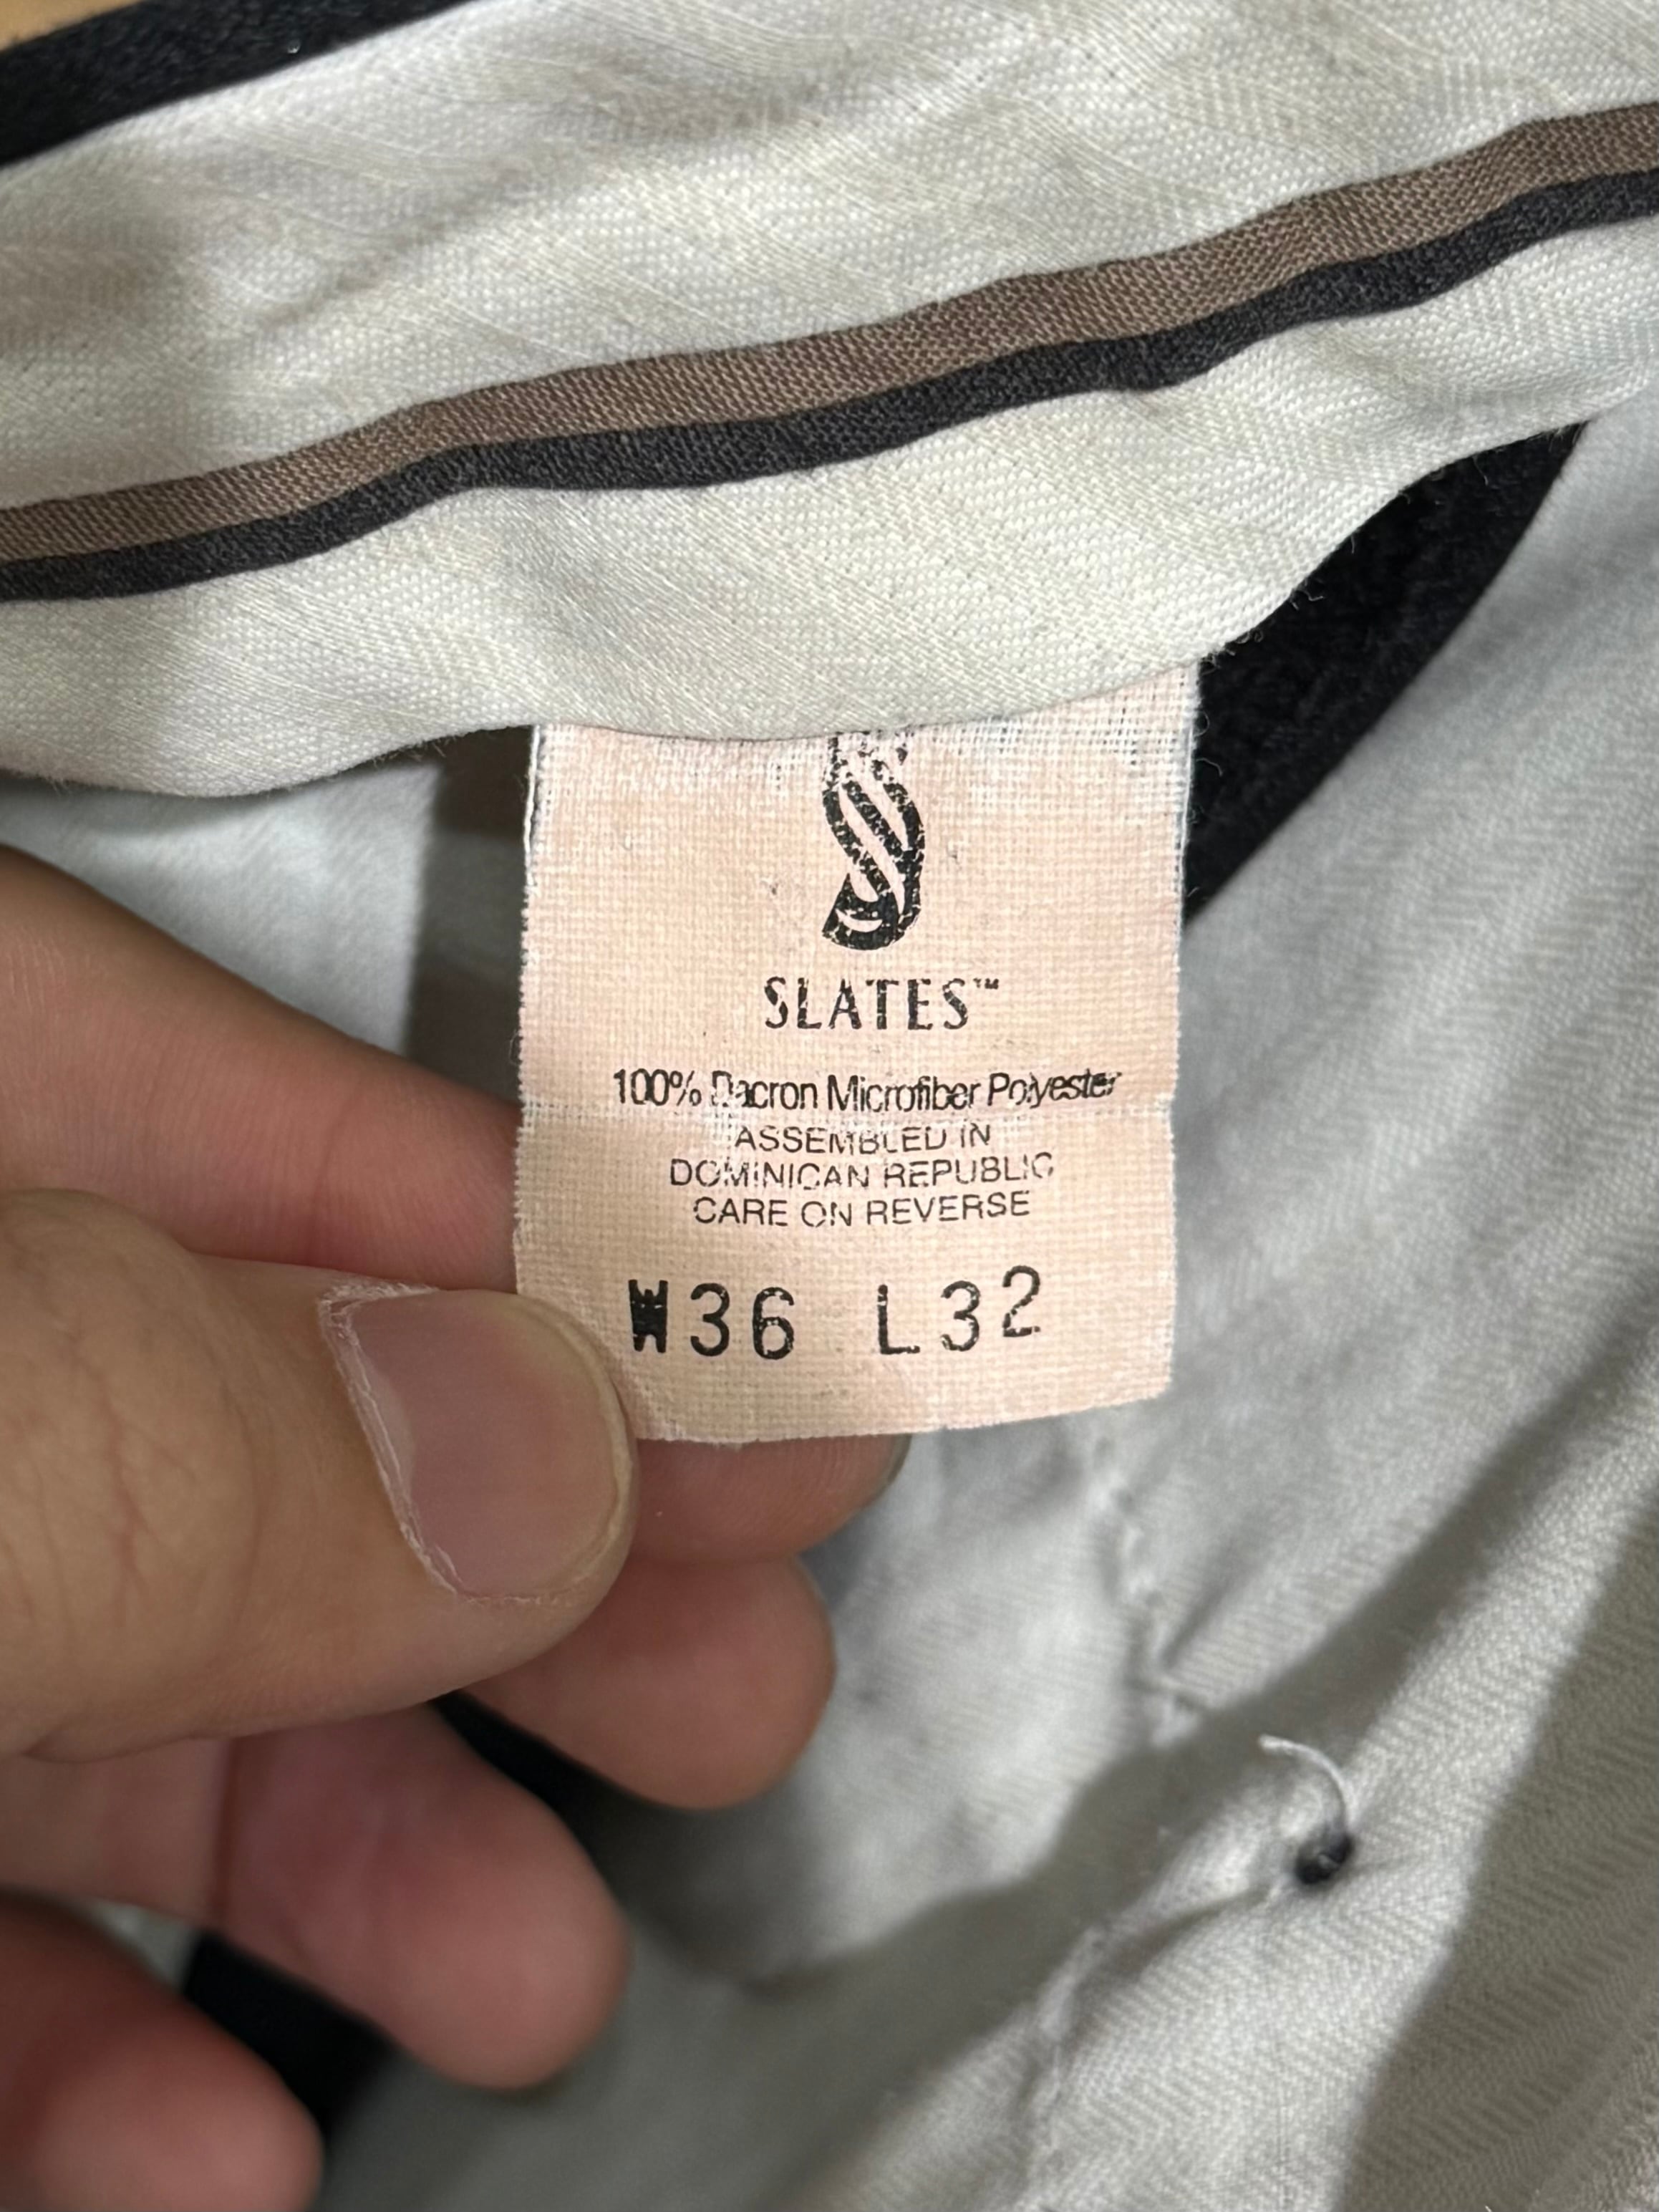 SLATES™
100% Dacron Microfiber Polyester
ASSEMBLED IN
DOMINICAN REPUBLIC
CARE ON REVERSE
W36 L32